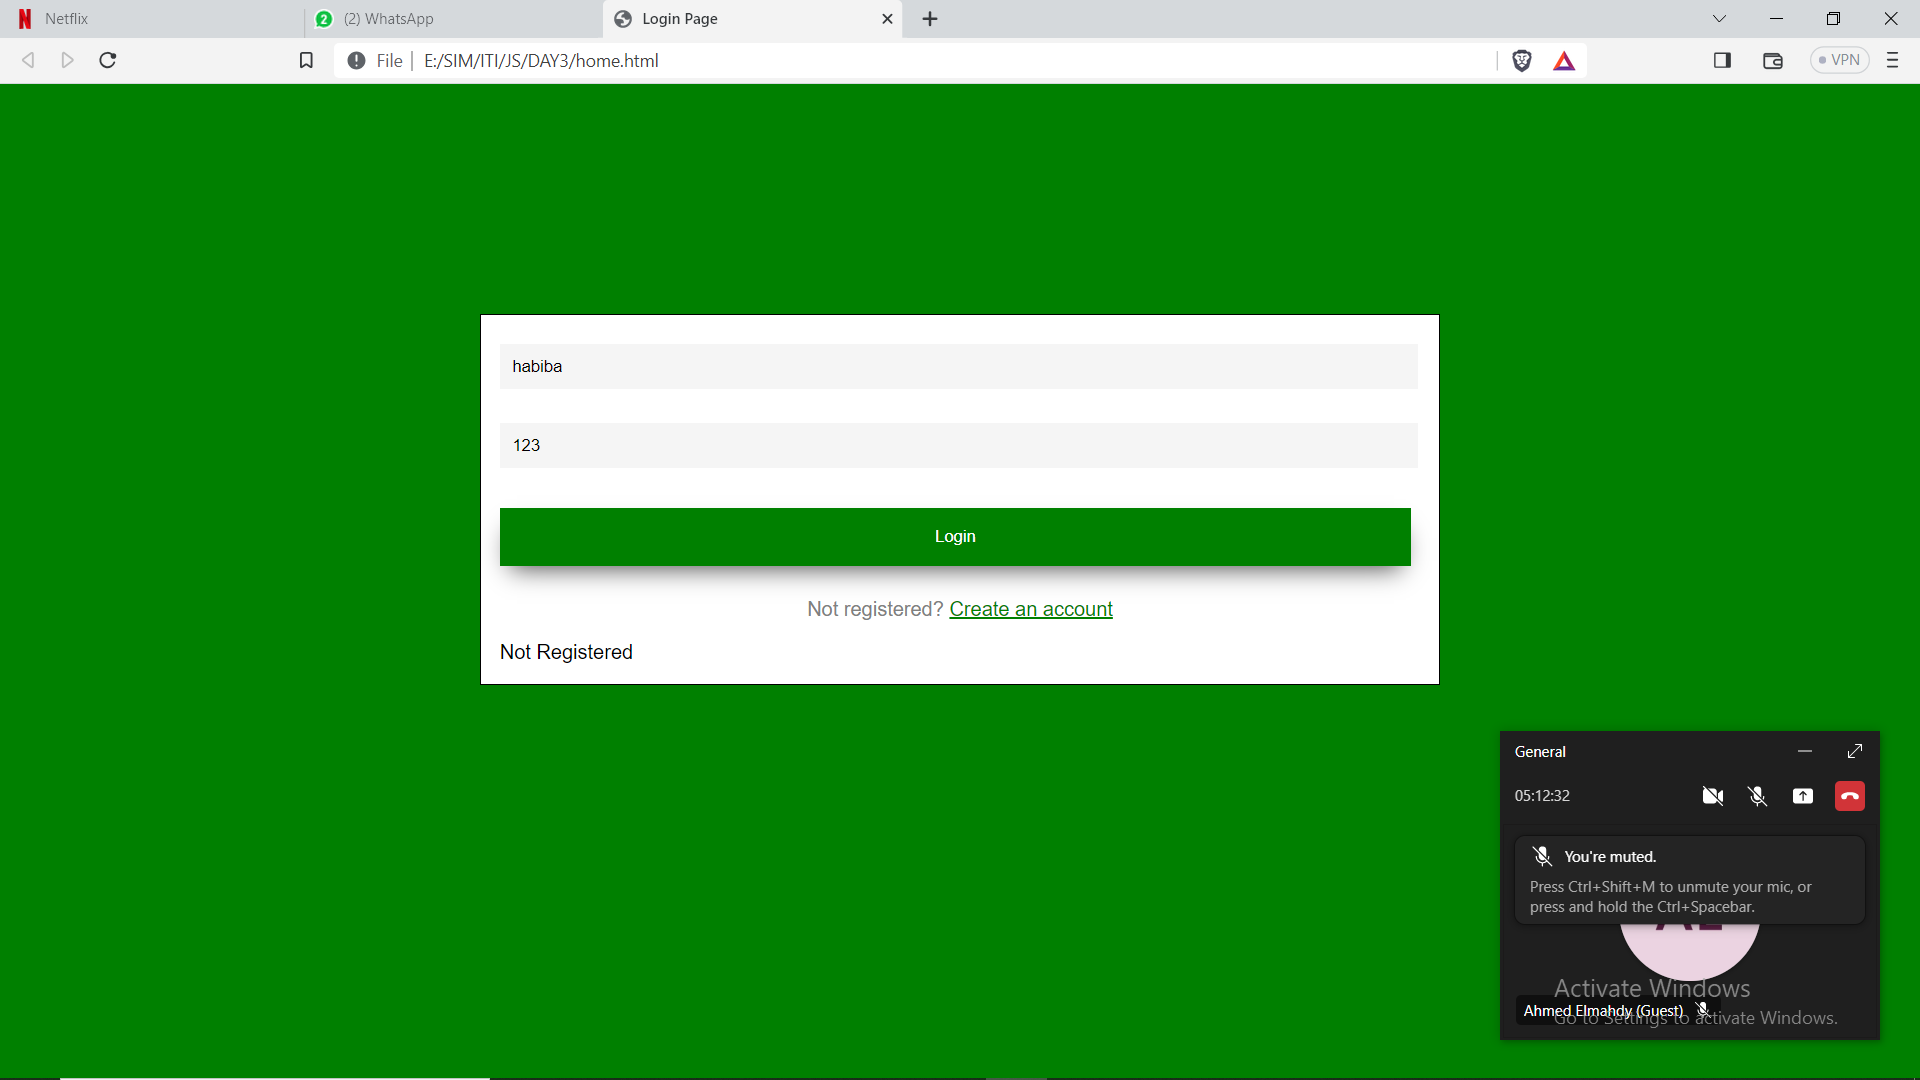 Netflix
2 (2) WhatsApp
Login Page
File E:/SIM/ITI/JS/DAY3/home.html
VPN
habiba
123
Login
Not registered? Create an account
Not Registered
General
05:12:32
You're muted.
Press Ctrl+Shift+M to unmute your mic, or
press and hold the Ctrl+Spacebar.
Activate Windows
Ahmed Elmahdy (Guest)
Go to Settings to activate Windows.